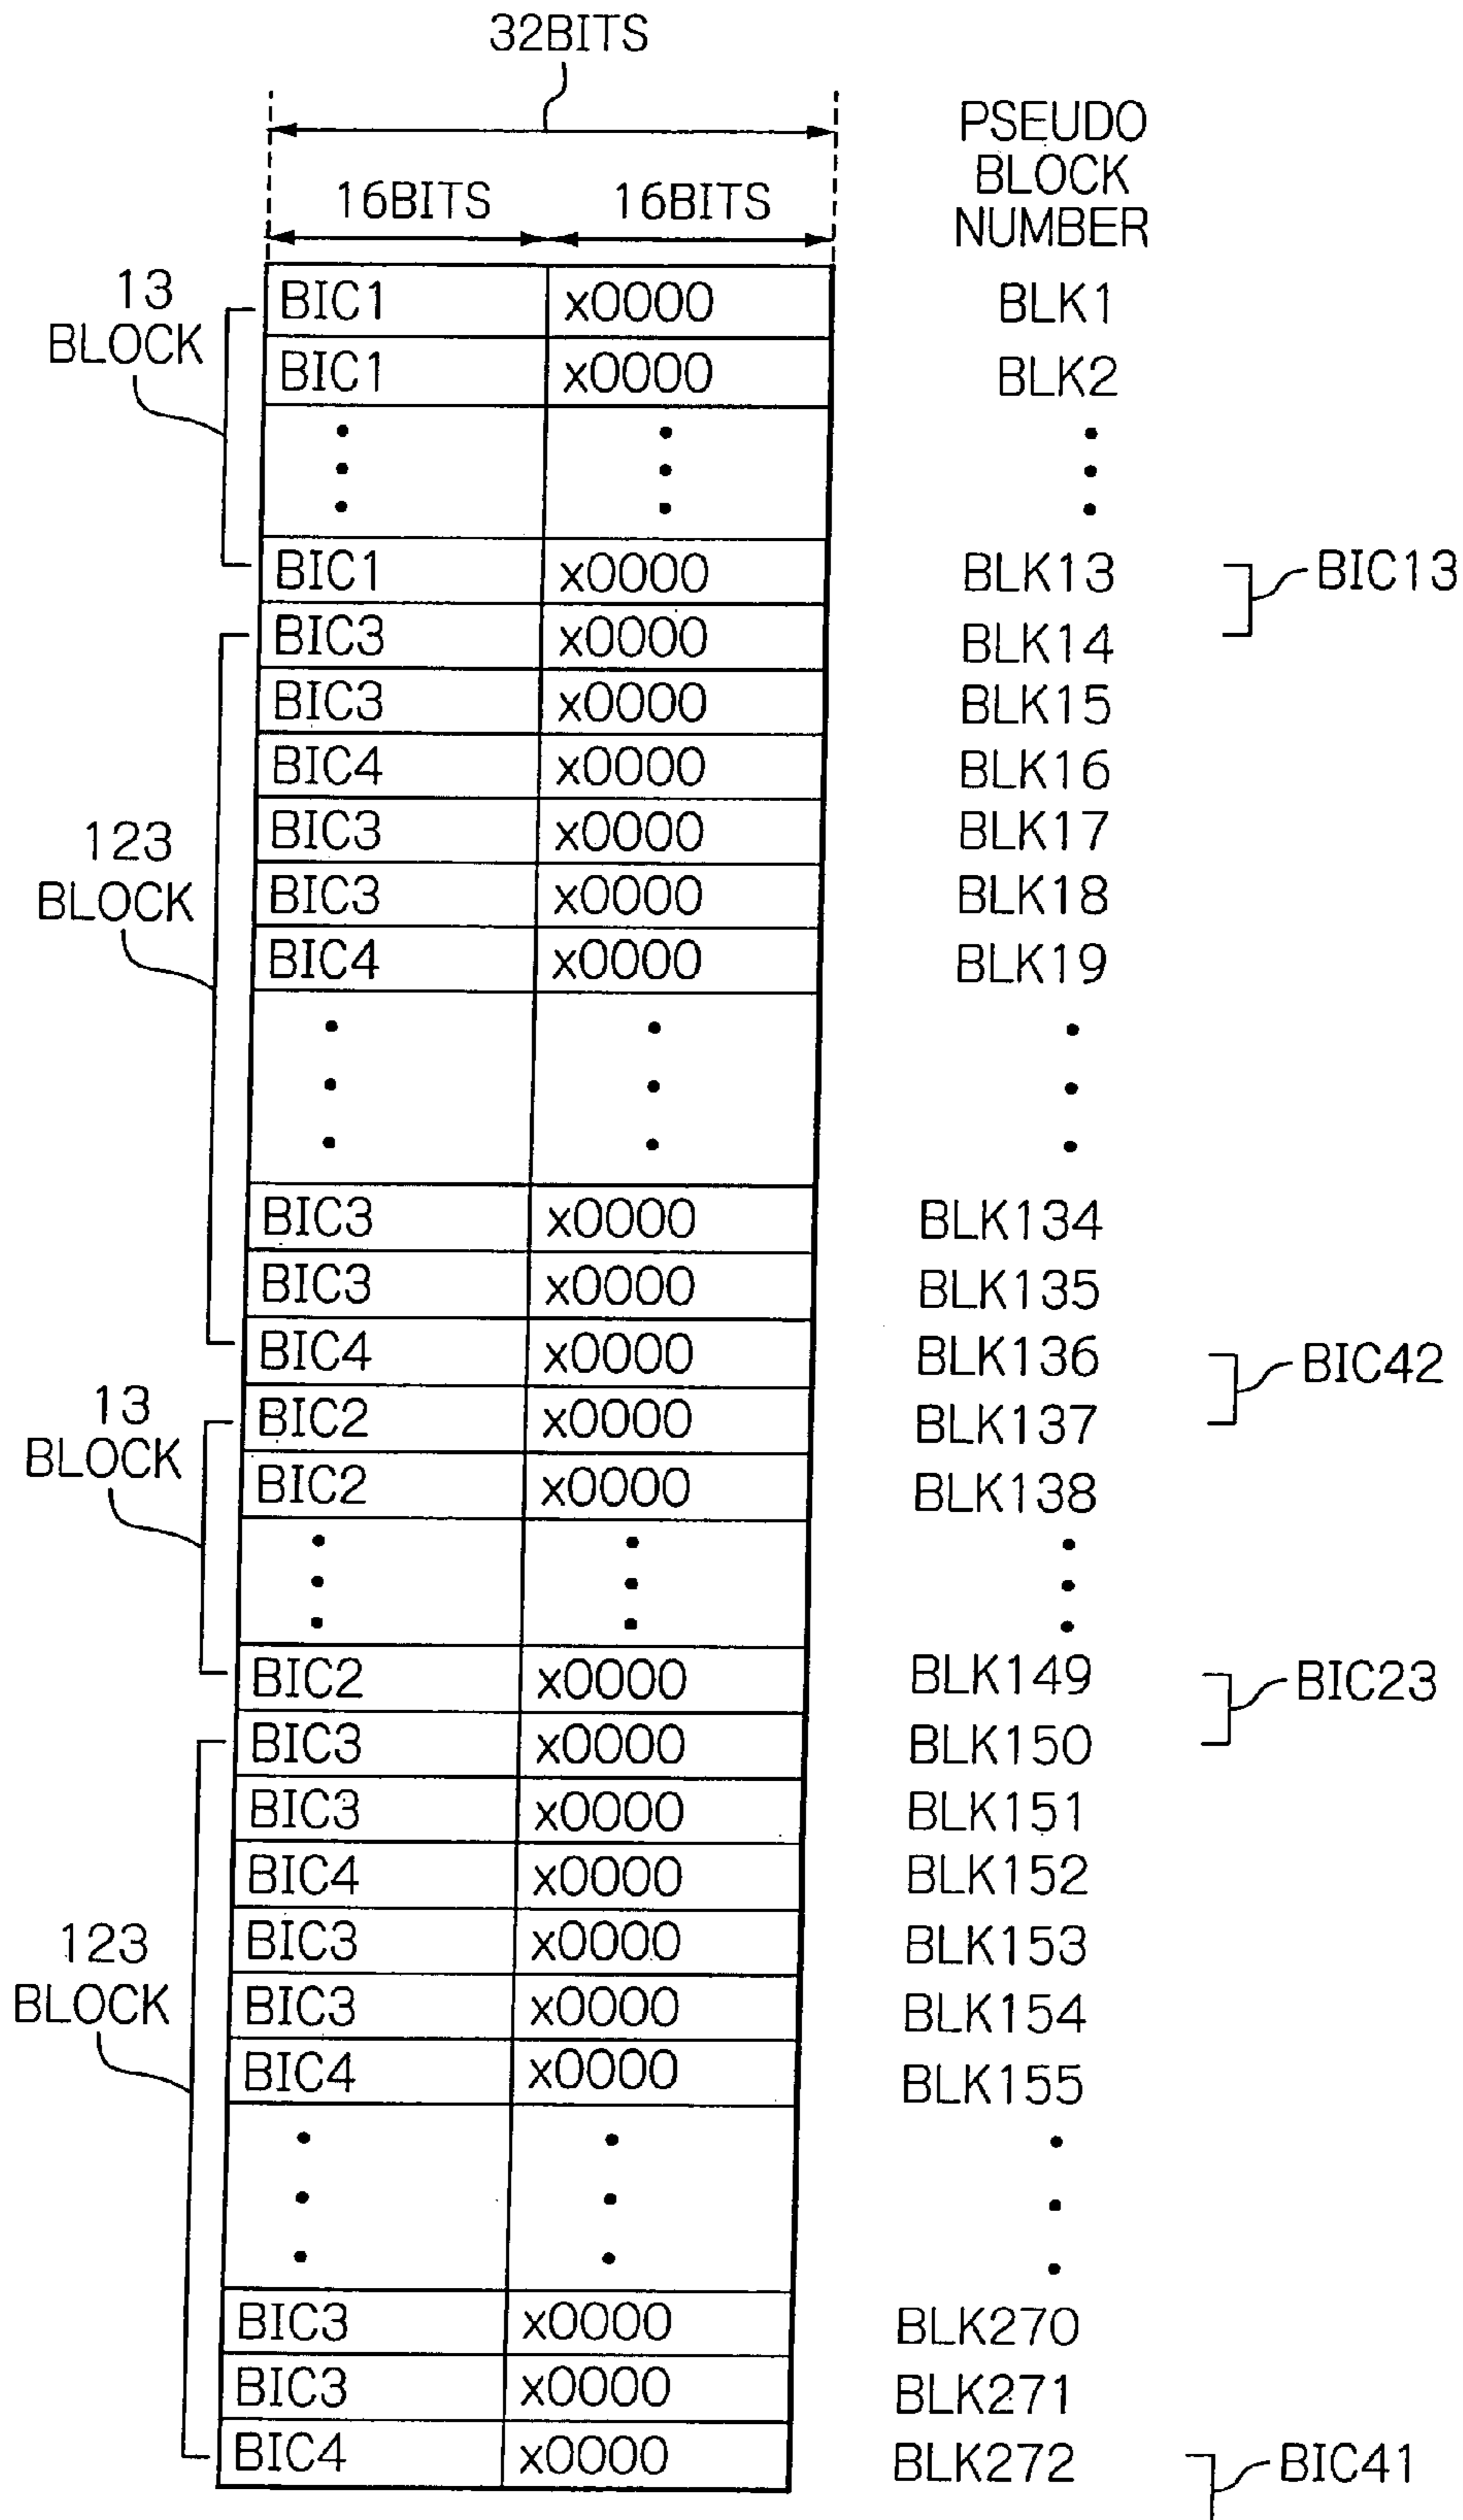 32BITS
16BITS 16BITS
PSEUDO
BLOCK
NUMBER
13
BLOCK
BIC1 x0000 BLK1
BIC1 x0000 BLK2
BIC1 x0000 BLK13 BIC13
BIC3 x0000 BLK14
BIC3 x0000 BLK15
BIC4 x0000 BLK16
123
BLOCK
BIC3 x0000 BLK17
BIC3 x0000 BLK18
BIC4 x0000 BLK19
BIC3 x0000 BLK134
BIC3 x0000 BLK135
BIC4 x0000 BLK136 BIC42
13
BLOCK
BIC2 x0000 BLK137
BIC2 x0000 BLK138
BIC2 x0000 BLK149 BIC23
BIC3 x0000 BLK150
BIC3 x0000 BLK151
BIC4 x0000 BLK152
123
BLOCK
BIC3 x0000 BLK153
BIC3 x0000 BLK154
BIC4 x0000 BLK155
BIC3 x0000 BLK270
BIC3 x0000 BLK271
BIC4 x0000 BLK272 BIC41